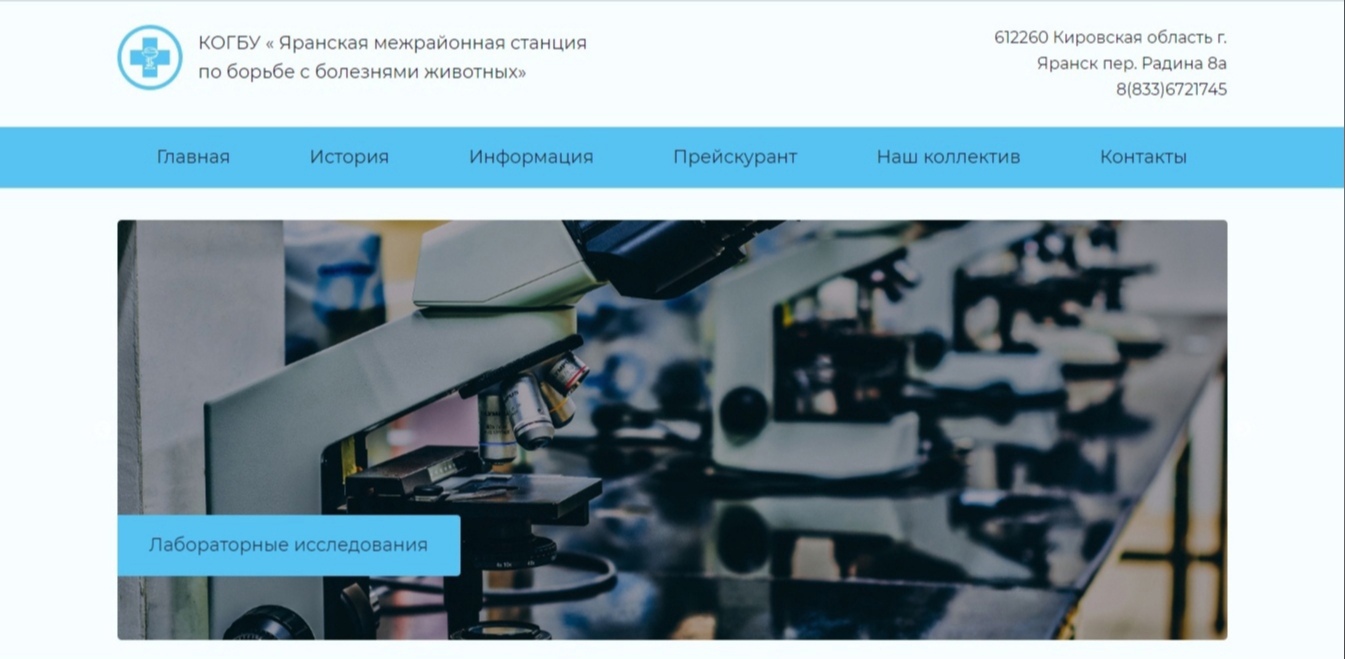 КОГБУ « Яранская межрайонная станция
по борьбе с болезнями животных»
612260 Кировская область г.
Яранск пер. Радина 8а
8(833)6721745
Главная История Информация Прейскурант Наш коллектив Контакты
Лабораторные исследования